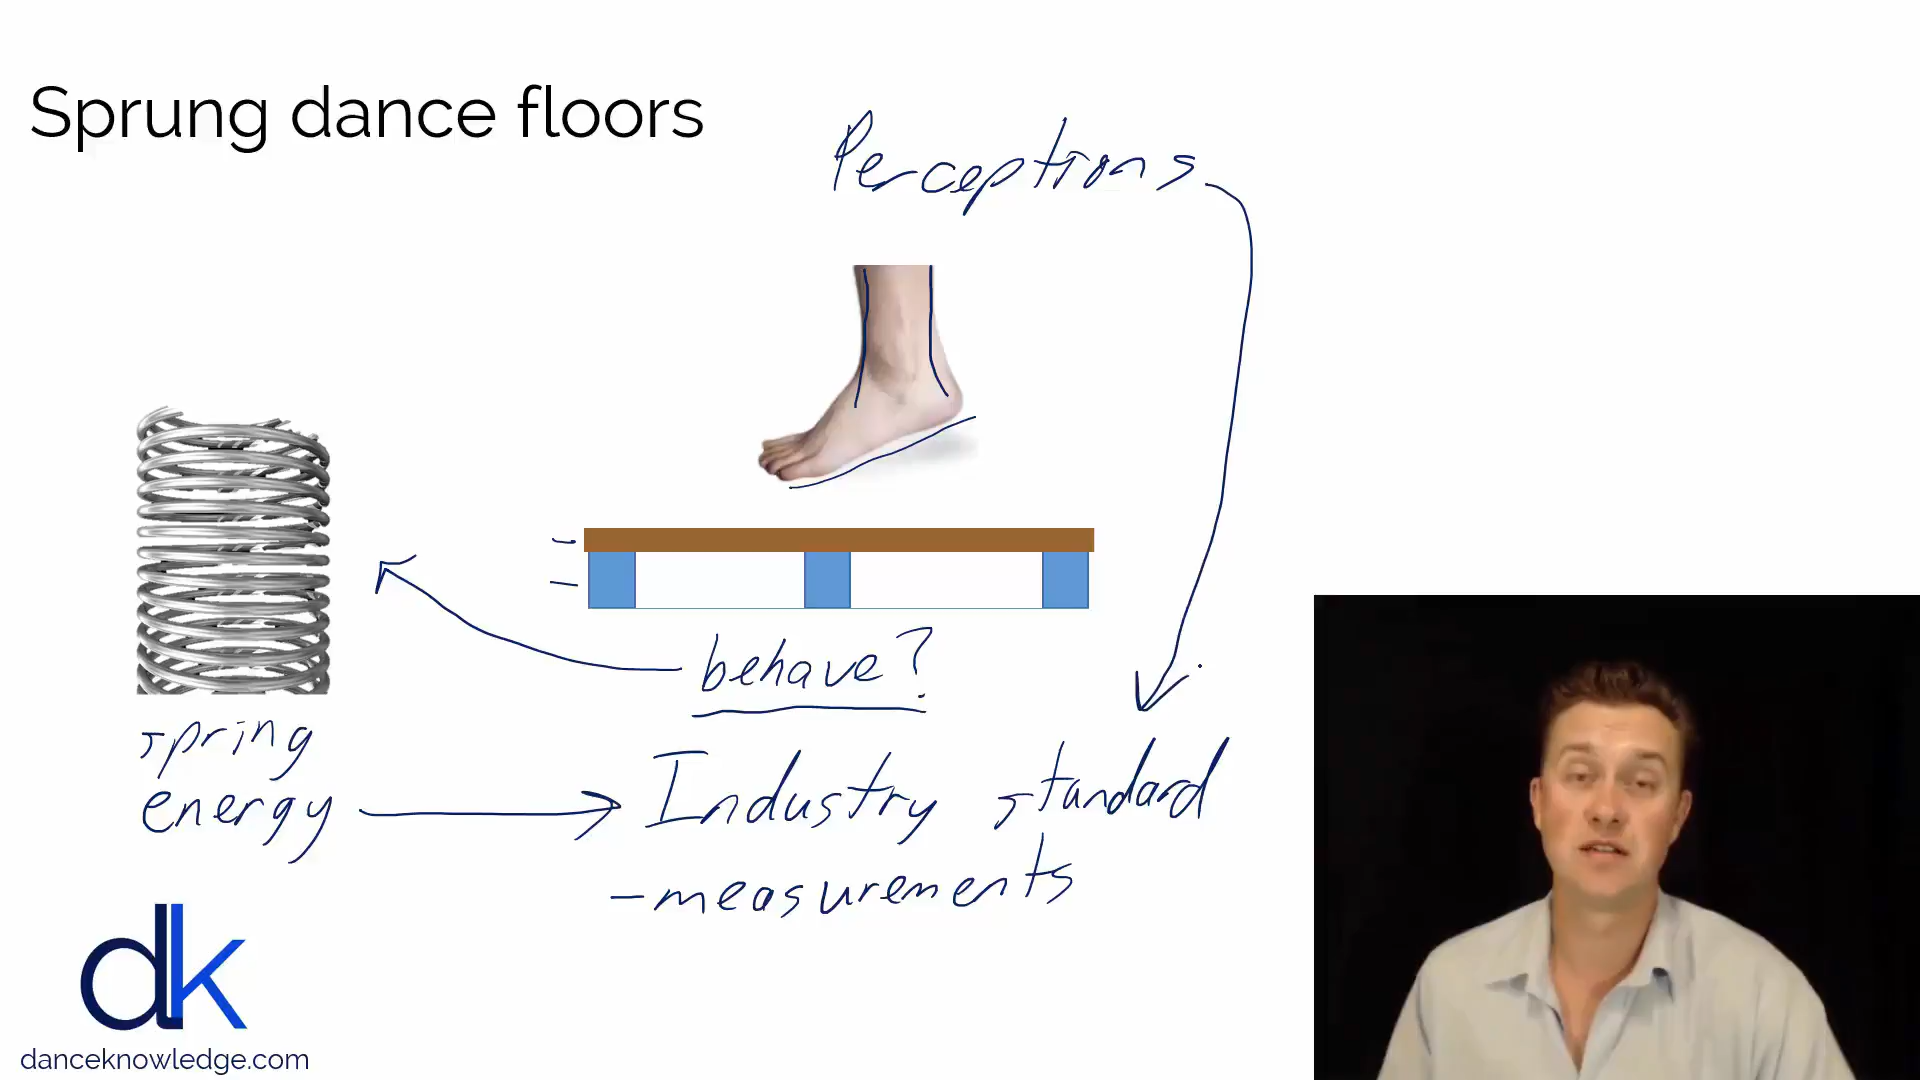 Sprung dance floors
Perceptions
behave?
spring
energy
Industry standard
-measurements
dk
danceknowledge.com